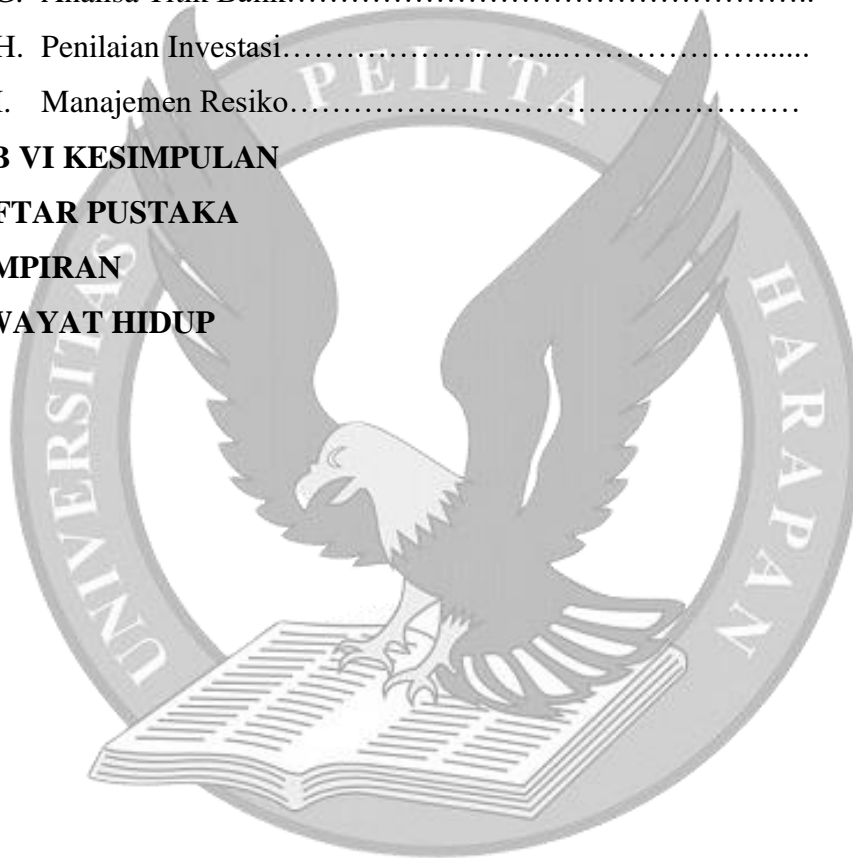 G. Analisa Titik Balik…………………………………………..
H. Penilaian Investasi……………………...………………......
I. Manajemen Resiko…………………………………………
B VI KESIMPULAN
FTAR PUSTAKA
MPIRAN
WAYAT HIDUP
UNIVERSITAS PELITA HARAPAN